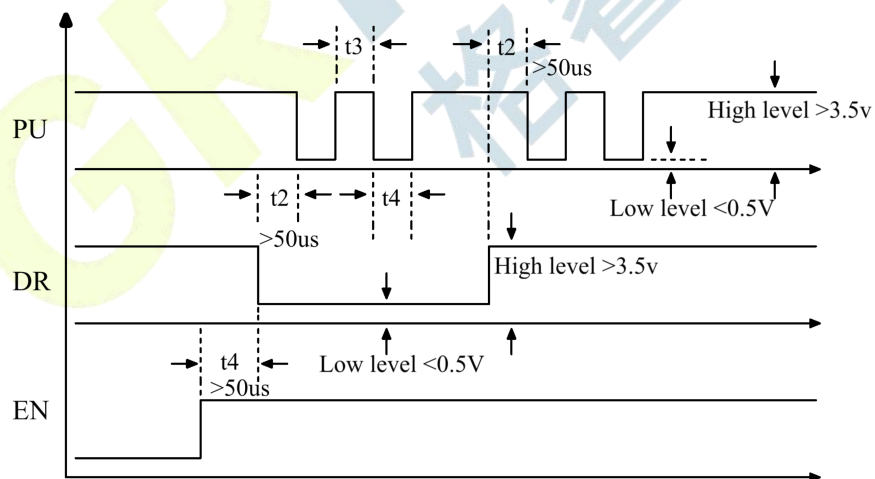 t3
t2
>50us
PU
High level >3.5v
t2
t4
Low level <0.5V
>50us
DR
High level >3.5v
t4
Low level <0.5V
>50us
EN